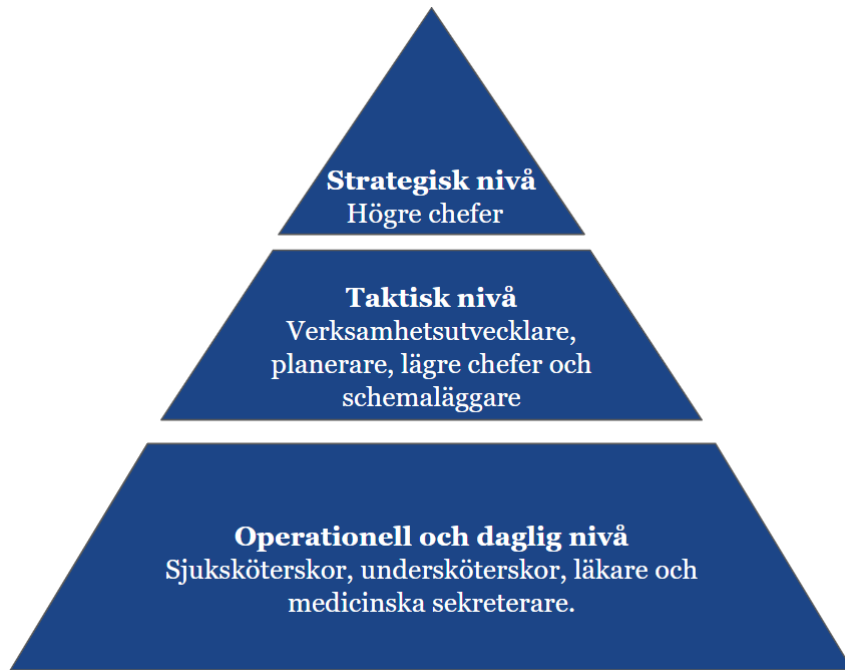 Strategisk nivå
Högre chefer
Taktisk nivå
Verksamhetsutvecklare,
planerare, lägre chefer och
schemaläggare
Operationell och daglig nivå
Sjuksköterskor, undersköterskor, läkare och
medicinska sekreterare.